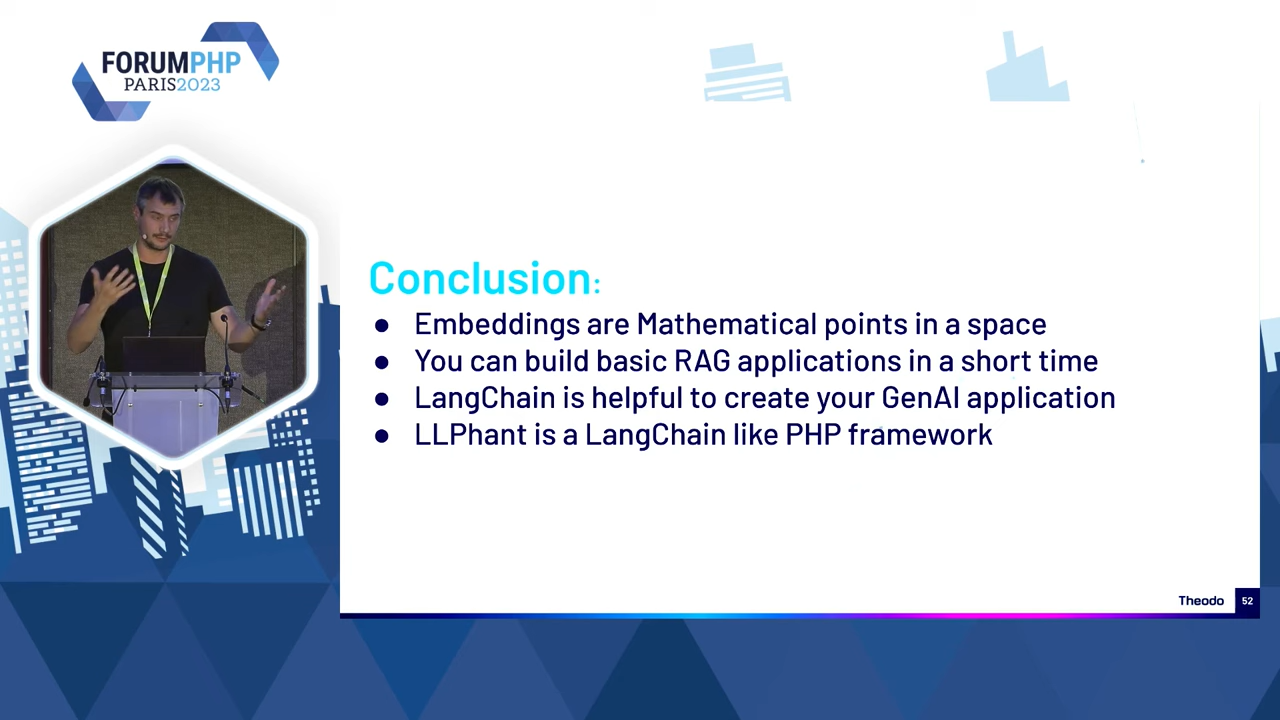 FORUMPHP
PARIS2023
Conclusion:
● Embeddings are Mathematical points in a space
● You can build basic RAG applications in a short time
● LangChain is helpful to create your GenAI application
● LLPhant is a LangChain like PHP framework
Theodo 52